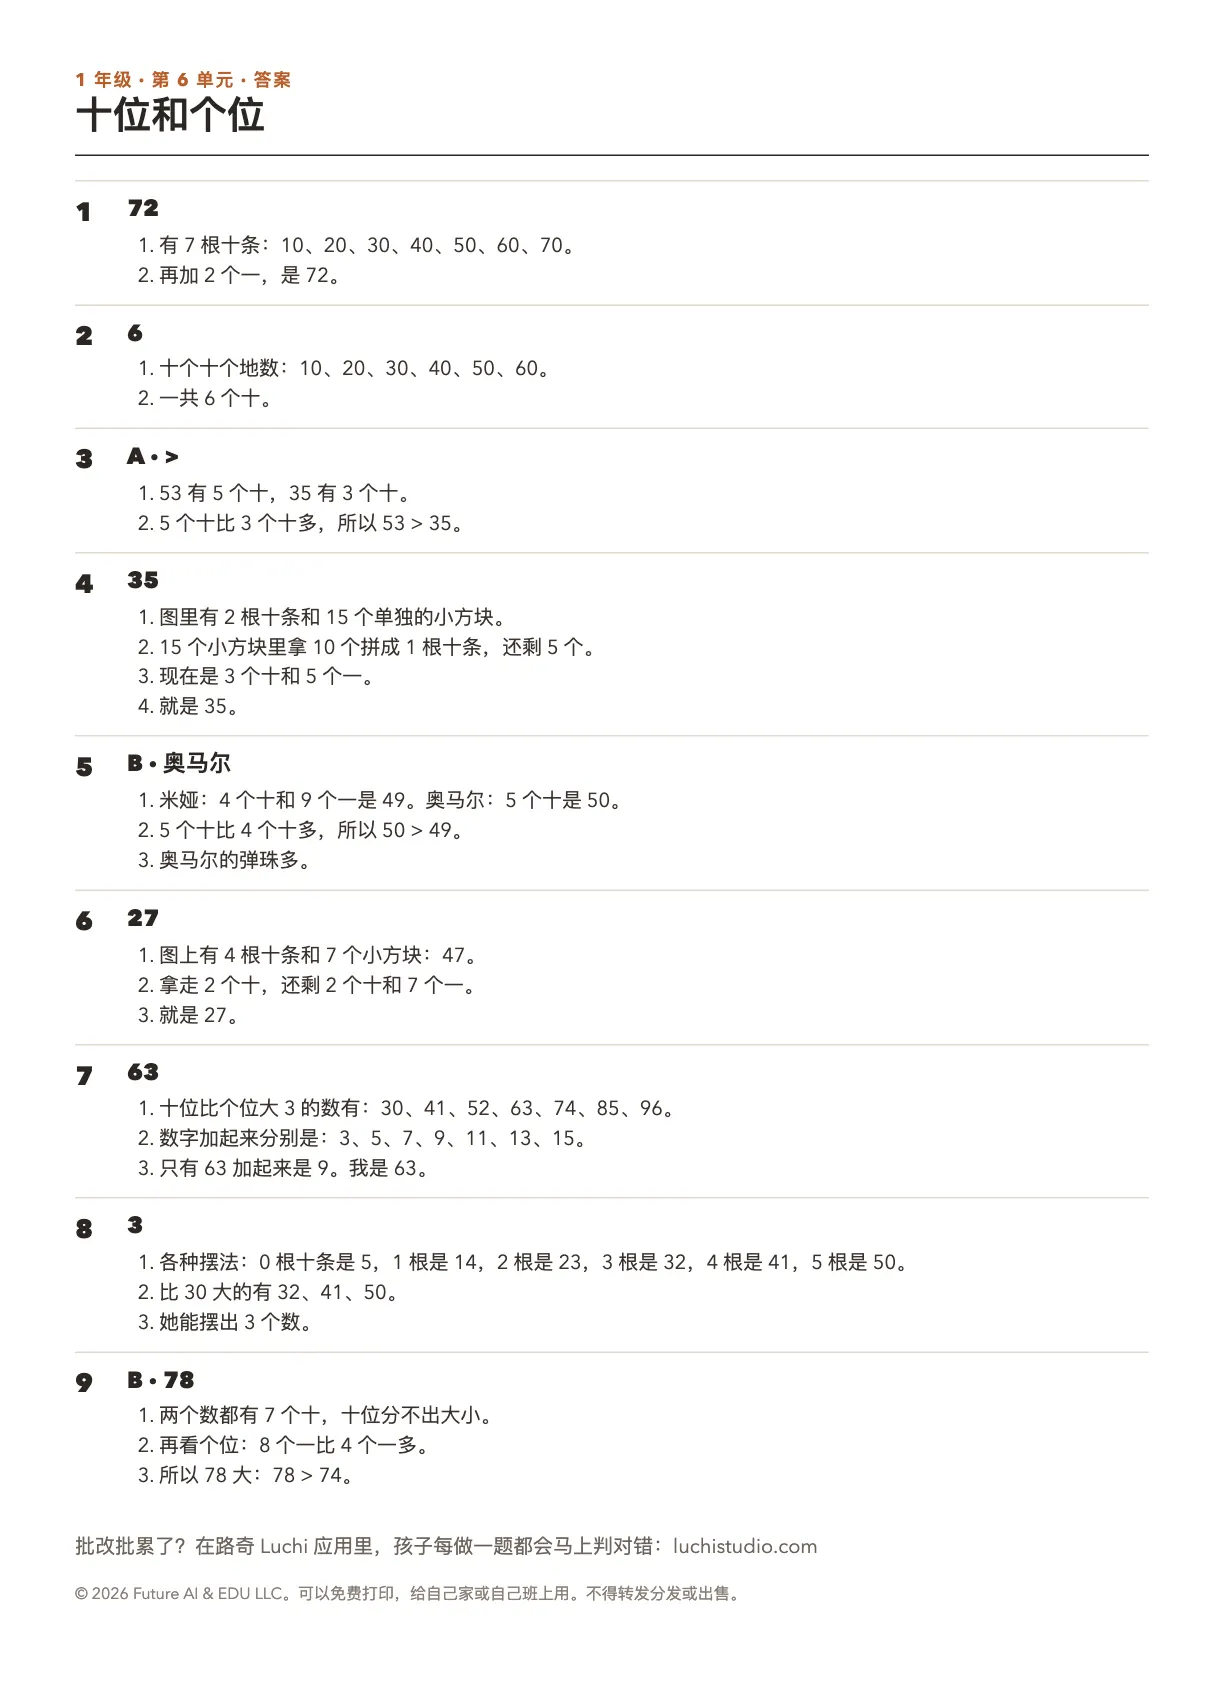 1 年级 · 第 6 单元 · 答案
十位和个位
1 72
1. 有 7 根十条：10、20、30、40、50、60、70。
2. 再加 2 个一，是 72。
2 6
1. 十个十个地数：10、20、30、40、50、60。
2. 一共 6 个十。
3 A · >
1. 53 有 5 个十，35 有 3 个十。
2. 5 个十比 3 个十多，所以 53 > 35。
4 35
1. 图里有 2 根十条和 15 个单独的小方块。
2. 15 个小方块里拿 10 个拼成 1 根十条，还剩 5 个。
3. 现在是 3 个十和 5 个一。
4. 就是 35。
5 B · 奥马尔
1. 米娅：4 个十和 9 个一是 49。奥马尔：5 个十是 50。
2. 5 个十比 4 个十多，所以 50 > 49。
3. 奥马尔的弹珠多。
6 27
1. 图上有 4 根十条和 7 个小方块：47。
2. 拿走 2 个十，还剩 2 个十和 7 个一。
3. 就是 27。
7 63
1. 十位比个位大 3 的数有：30、41、52、63、74、85、96。
2. 数字加起来分别是：3、5、7、9、11、13、15。
3. 只有 63 加起来是 9。我是 63。
8 3
1. 各种摆法：0 根十条是 5，1 根是 14，2 根是 23，3 根是 32，4 根是 41，5 根是 50。
2. 比 30 大的有 32、41、50。
3. 她能摆出 3 个数。
9 B · 78
1. 两个数都有 7 个十，十位分不出大小。
2. 再看个位：8 个一比 4 个一多。
3. 所以 78 大：78 > 74。
批改批累了？在路奇 Luchi 应用里，孩子每做一题都会马上判对错：luchistudio.com
© 2026 Future AI & EDU LLC。可以免费打印，给自己家或自己班上用。不得转发分发或出售。